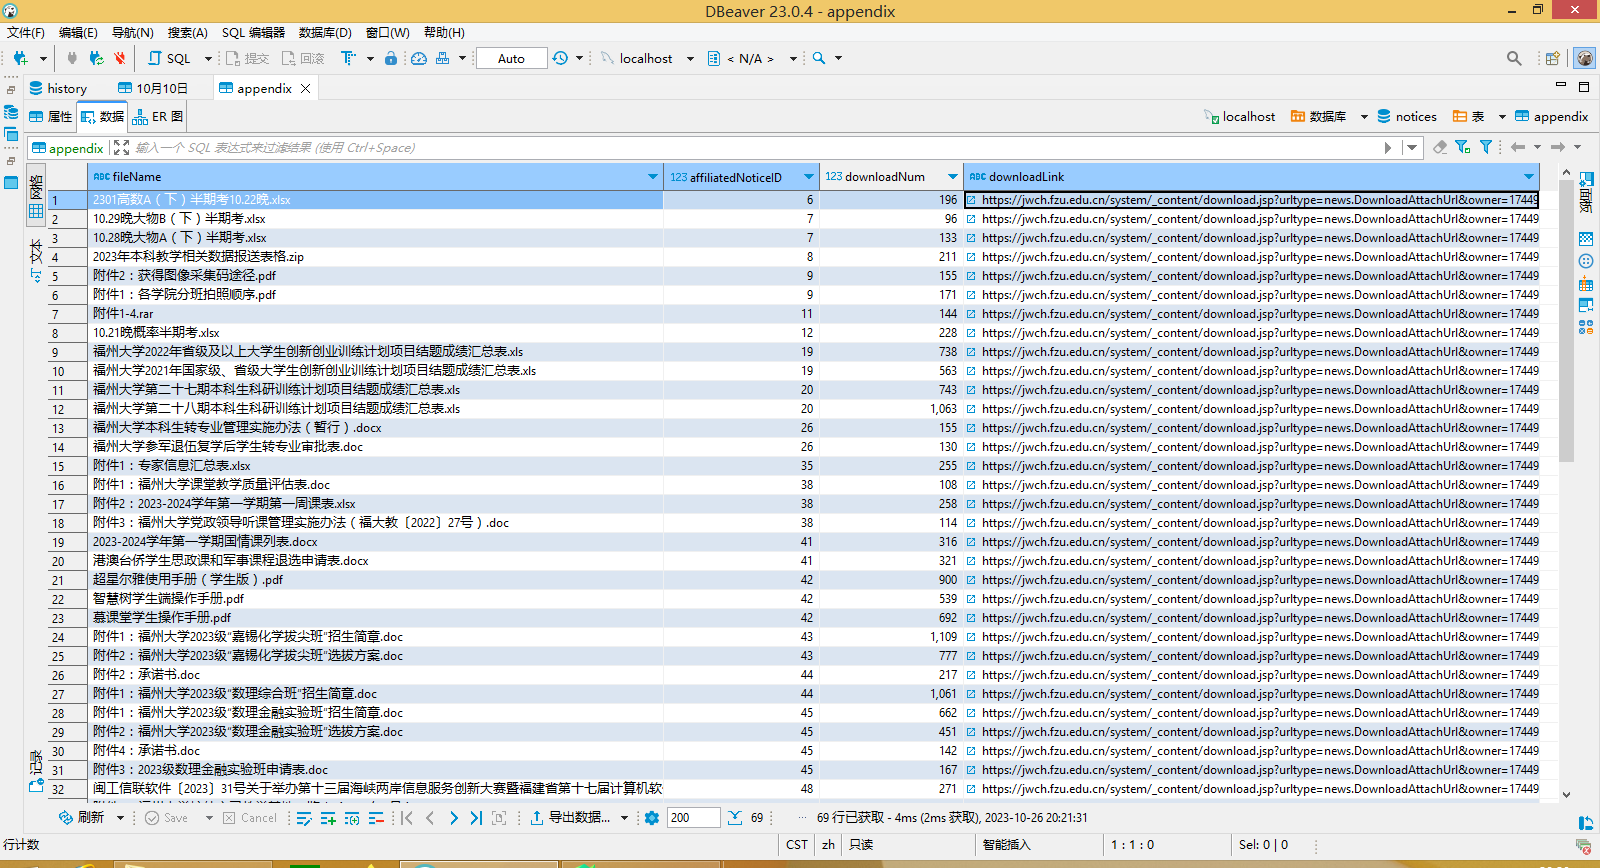 DBeaver 23.0.4 - appendix
文件(F) 编辑(E) 导航(N) 搜索(A) SQL 编辑器 数据库(D) 窗口(W) 帮助(H)
SQL 提交 回滚 Auto localhost < N/A >
history 10月10日 appendix
属性 数据 ER 图 localhost 数据库 notices 表 appendix
appendix 输入一个 SQL 表达式来过滤结果 (使用 Ctrl+Space)
网格
文本
记录
面板
ABC fileName 123 affiliatedNoticeID 123 downloadNum ABC downloadLink
1 2301高数A（下）半期考10.22晚.xlsx 6 196 https://jwch.fzu.edu.cn/system/_content/download.jsp?urltype=news.DownloadAttachUrl&owner=17449
2 10.29晚大物B（下）半期考.xlsx 7 96 https://jwch.fzu.edu.cn/system/_content/download.jsp?urltype=news.DownloadAttachUrl&owner=17449
3 10.28晚大物A（下）半期考.xlsx 7 133 https://jwch.fzu.edu.cn/system/_content/download.jsp?urltype=news.DownloadAttachUrl&owner=17449
4 2023年本科教学相关数据报送表格.zip 8 211 https://jwch.fzu.edu.cn/system/_content/download.jsp?urltype=news.DownloadAttachUrl&owner=17449
5 附件2：获得图像采集码途径.pdf 9 155 https://jwch.fzu.edu.cn/system/_content/download.jsp?urltype=news.DownloadAttachUrl&owner=17449
6 附件1：各学院分班拍照顺序.pdf 9 171 https://jwch.fzu.edu.cn/system/_content/download.jsp?urltype=news.DownloadAttachUrl&owner=17449
7 附件1-4.rar 11 144 https://jwch.fzu.edu.cn/system/_content/download.jsp?urltype=news.DownloadAttachUrl&owner=17449
8 10.21晚概率半期考.xlsx 12 228 https://jwch.fzu.edu.cn/system/_content/download.jsp?urltype=news.DownloadAttachUrl&owner=17449
9 福州大学2022年省级及以上大学生创新创业训练计划项目结题成绩汇总表.xls 19 738 https://jwch.fzu.edu.cn/system/_content/download.jsp?urltype=news.DownloadAttachUrl&owner=17449
10 福州大学2021年国家级、省级大学生创新创业训练计划项目结题成绩汇总表.xls 19 563 https://jwch.fzu.edu.cn/system/_content/download.jsp?urltype=news.DownloadAttachUrl&owner=17449
11 福州大学第二十七期本科生科研训练计划项目结题成绩汇总表.xls 20 743 https://jwch.fzu.edu.cn/system/_content/download.jsp?urltype=news.DownloadAttachUrl&owner=17449
12 福州大学第二十八期本科生科研训练计划项目结题成绩汇总表.xls 20 1,063 https://jwch.fzu.edu.cn/system/_content/download.jsp?urltype=news.DownloadAttachUrl&owner=17449
13 福州大学本科生转专业管理实施办法（暂行）.docx 26 155 https://jwch.fzu.edu.cn/system/_content/download.jsp?urltype=news.DownloadAttachUrl&owner=17449
14 福州大学参军退伍复学后学生转专业审批表.doc 26 130 https://jwch.fzu.edu.cn/system/_content/download.jsp?urltype=news.DownloadAttachUrl&owner=17449
15 附件1：专家信息汇总表.xlsx 35 255 https://jwch.fzu.edu.cn/system/_content/download.jsp?urltype=news.DownloadAttachUrl&owner=17449
16 附件1：福州大学课堂教学质量评估表.doc 38 108 https://jwch.fzu.edu.cn/system/_content/download.jsp?urltype=news.DownloadAttachUrl&owner=17449
17 附件2：2023-2024学年第一学期第一周课表.xlsx 38 258 https://jwch.fzu.edu.cn/system/_content/download.jsp?urltype=news.DownloadAttachUrl&owner=17449
18 附件3：福州大学党政领导听课管理实施办法（福大教〔2022〕27号）.doc 38 114 https://jwch.fzu.edu.cn/system/_content/download.jsp?urltype=news.DownloadAttachUrl&owner=17449
19 2023-2024学年第一学期国情课列表.docx 41 316 https://jwch.fzu.edu.cn/system/_content/download.jsp?urltype=news.DownloadAttachUrl&owner=17449
20 港澳台侨学生思政课和军事课程退选申请表.docx 41 321 https://jwch.fzu.edu.cn/system/_content/download.jsp?urltype=news.DownloadAttachUrl&owner=17449
21 超星尔雅使用手册（学生版）.pdf 42 900 https://jwch.fzu.edu.cn/system/_content/download.jsp?urltype=news.DownloadAttachUrl&owner=17449
22 智慧树学生端操作手册.pdf 42 539 https://jwch.fzu.edu.cn/system/_content/download.jsp?urltype=news.DownloadAttachUrl&owner=17449
23 慕课堂学生操作手册.pdf 42 692 https://jwch.fzu.edu.cn/system/_content/download.jsp?urltype=news.DownloadAttachUrl&owner=17449
24 附件1：福州大学2023级“嘉锡化学拔尖班”招生简章.doc 43 1,109 https://jwch.fzu.edu.cn/system/_content/download.jsp?urltype=news.DownloadAttachUrl&owner=17449
25 附件2：福州大学2023级“嘉锡化学拔尖班”选拔方案.doc 43 777 https://jwch.fzu.edu.cn/system/_content/download.jsp?urltype=news.DownloadAttachUrl&owner=17449
26 附件2：承诺书.doc 44 217 https://jwch.fzu.edu.cn/system/_content/download.jsp?urltype=news.DownloadAttachUrl&owner=17449
27 附件1：福州大学2023级“数理综合班”招生简章.doc 44 1,061 https://jwch.fzu.edu.cn/system/_content/download.jsp?urltype=news.DownloadAttachUrl&owner=17449
28 附件1：福州大学2023级“数理金融实验班”招生简章.doc 45 662 https://jwch.fzu.edu.cn/system/_content/download.jsp?urltype=news.DownloadAttachUrl&owner=17449
29 附件2：福州大学2023级“数理金融实验班”选拔方案.doc 45 451 https://jwch.fzu.edu.cn/system/_content/download.jsp?urltype=news.DownloadAttachUrl&owner=17449
30 附件4：承诺书.doc 45 142 https://jwch.fzu.edu.cn/system/_content/download.jsp?urltype=news.DownloadAttachUrl&owner=17449
31 附件3：2023级数理金融实验班申请表.doc 45 167 https://jwch.fzu.edu.cn/system/_content/download.jsp?urltype=news.DownloadAttachUrl&owner=17449
32 闽工信联软件〔2023〕31号关于举办第十三届海峡两岸信息服务创新大赛暨福建省第十七届计算机软 48 271 https://jwch.fzu.edu.cn/system/_content/download.jsp?urltype=news.DownloadAttachUrl&owner=17449
刷新 Save Cancel 导出数据... 200 69 ... 69 行已获取 - 4ms (2ms 获取), 2023-10-26 20:21:31
行计数 CST zh 只读 智能插入 1 : 1 : 0 Sel: 0 | 0